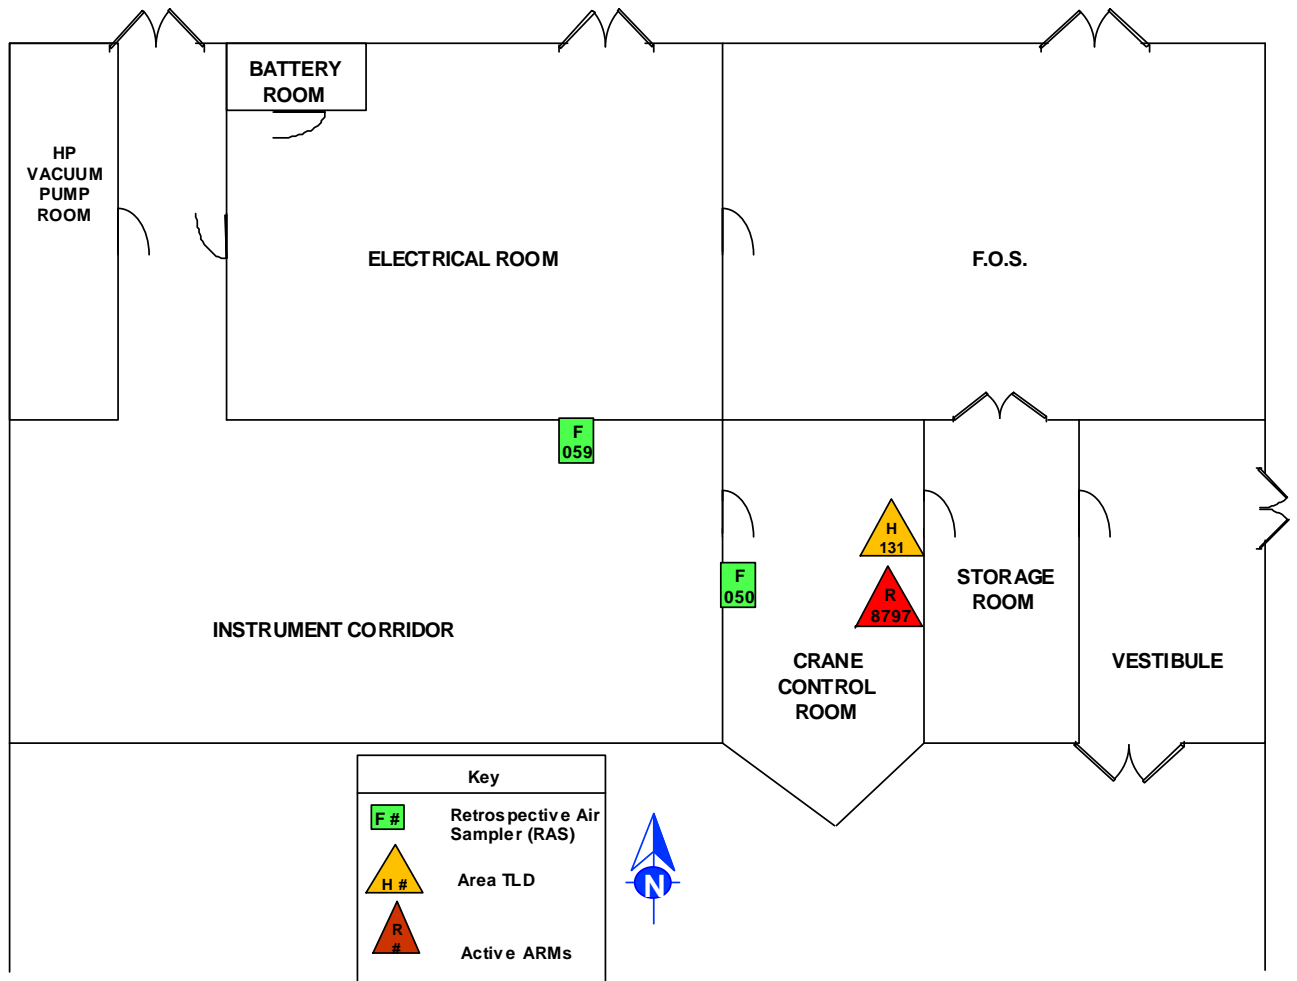 BATTERY
ROOM
HP
VACUUM
PUMP
ROOM
ELECTRICAL ROOM
F.O.S.
F
059
H
131
F
050
R
8797
STORAGE
ROOM
INSTRUMENT CORRIDOR
CRANE
CONTROL
ROOM
VESTIBULE
Key
F #
Retrospective Air
Sampler (RAS)
H #
Area TLD
R
#
Active ARMs
N